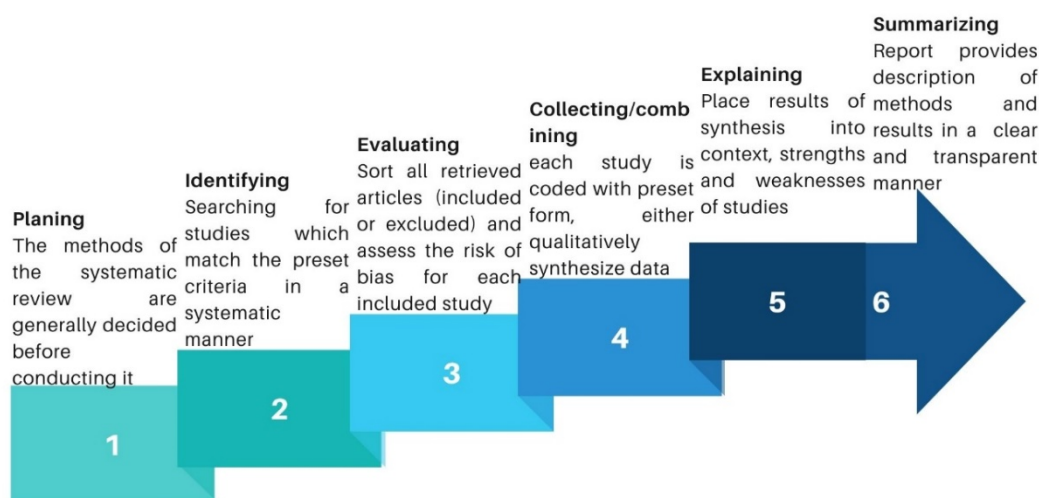 Planing
The methods of
the systematic
review are
generally decided
before
conducting it
1
Identifying
Searching for
studies which
match the preset
criteria in a
systematic
manner
2
Evaluating
Sort all retrieved
articles (included
or excluded) and
assess the risk of
bias for each
included study
3
Collecting/comb
ining
each study is
coded with preset
form, either
qualitatively
synthesize data
4
Explaining
Place results of
synthesis into
context, strengths
and weaknesses
of studies
5
Summarizing
Report provides
description of
methods and
results in a clear
and transparent
manner
6